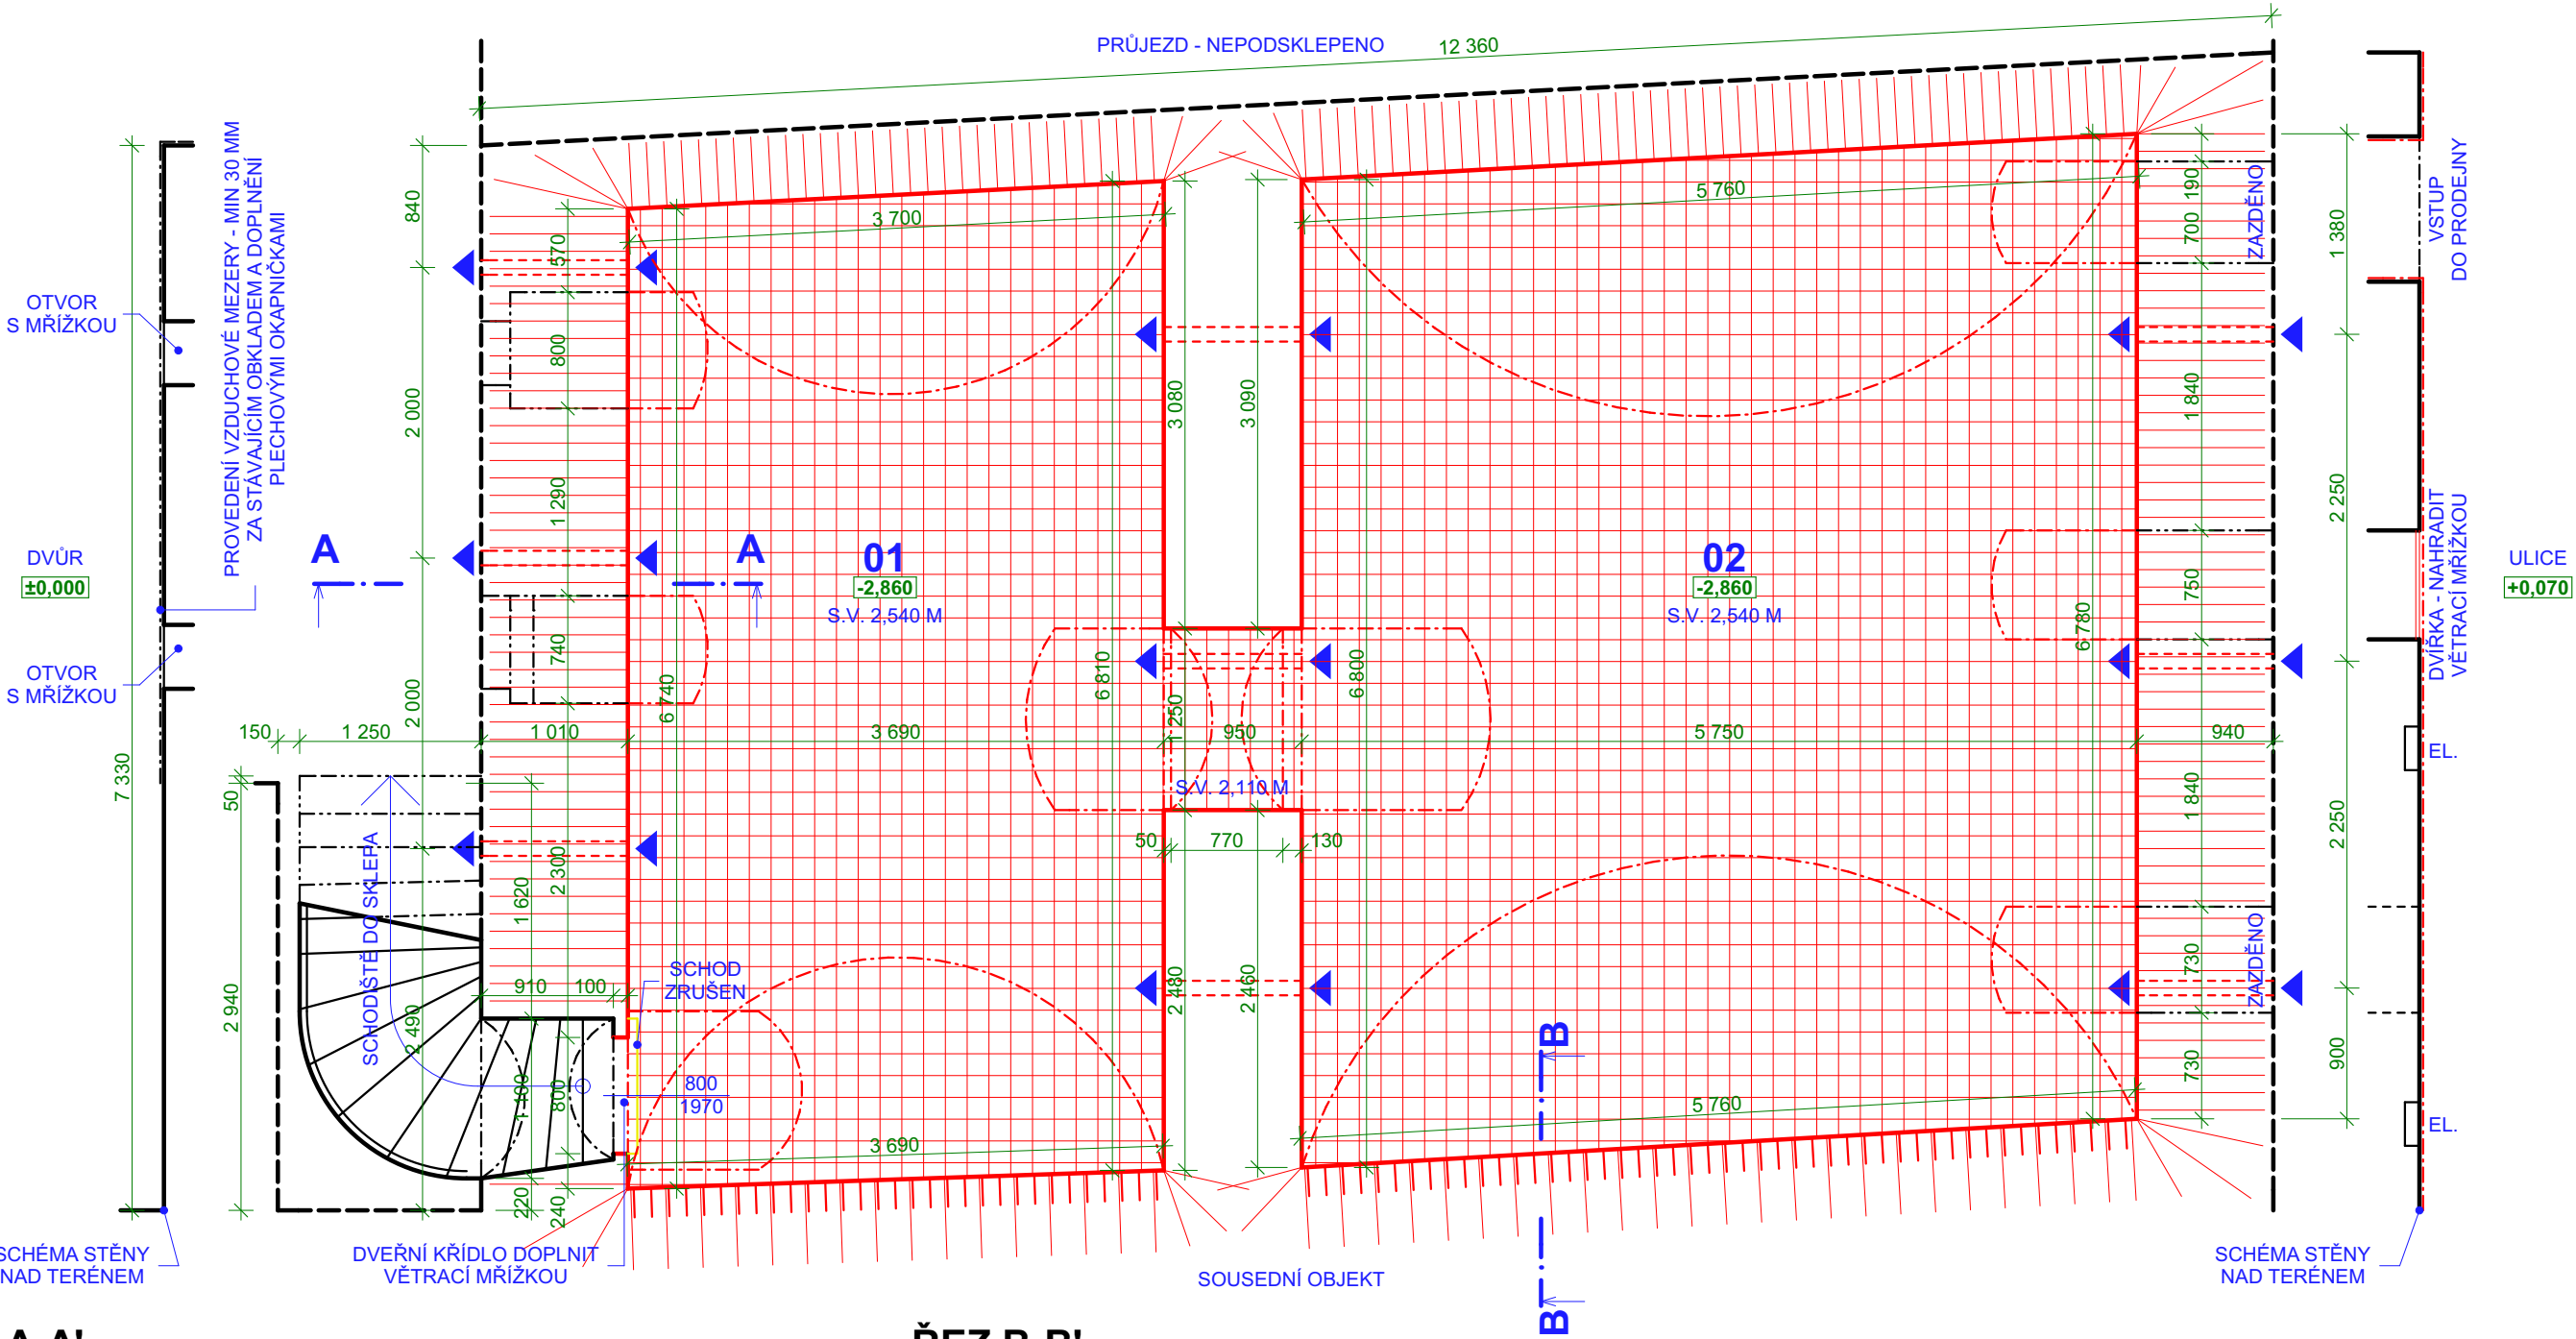 PRŮJEZD - NEPODSKLEPENO
12 360
PROVEDENÍ VZDUCHOVÉ MEZERY - MIN 30 MM
ZA STÁVAJÍCÍM OBKLADEM A DOPLNĚNÍ
PLECHOVÝMI OKAPNIČKAMI
OTVOR
S MŘÍŽKOU
DVŮR
±0,000
OTVOR
S MŘÍŽKOU
7 330
840
2 000
2 000
2 490
570
800
1 290
740
2 300
240
A
A
150
1 250
1 010
3 690
950
5 750
940
50
2 940
SCHODIŠTĚ DO SKLEPA
1 620
910
100
1 100
800
220
SCHOD
ZRUŠEN
800
1970
3 700
01
-2,860
S.V. 2,540 M
6 740
6 810
3 690
3 080
3 090
1 250
S.V. 2,110 M
50
770
130
2 480
2 460
5 760
02
-2,860
S.V. 2,540 M
6 800
6 780
5 760
B
B
190
700
1 840
750
1 840
730
730
ZAZDĚNO
ZAZDĚNO
1 380
2 250
2 250
900
VSTUP
DO PRODEJNY
DVÍŘKA - NAHRADIT
VĚTRACÍ MŘÍŽKOU
ULICE
+0,070
EL.
EL.
SCHÉMA STĚNY
NAD TERÉNEM
DVEŘNÍ KŘÍDLO DOPLNIT
VĚTRACÍ MŘÍŽKOU
SOUSEDNÍ OBJEKT
SCHÉMA STĚNY
NAD TERÉNEM
A-A'
ŘEZ B-B'